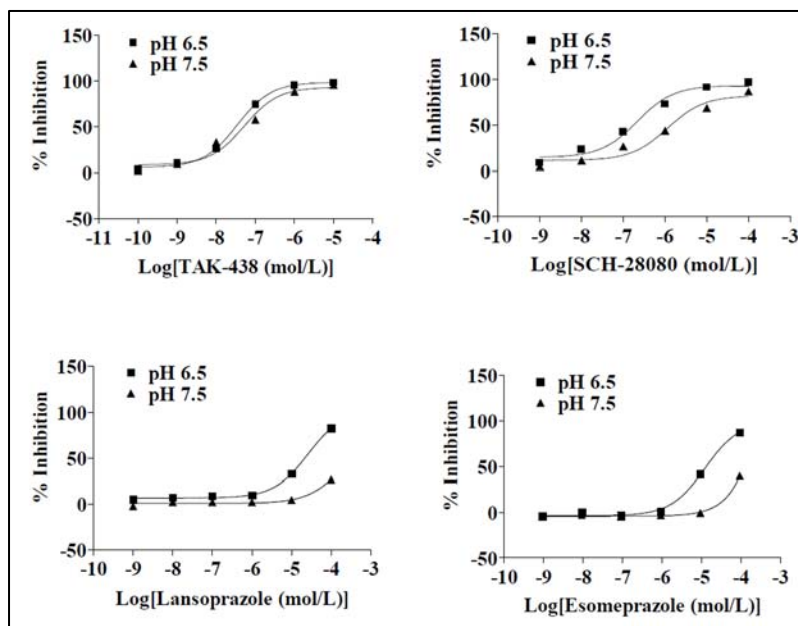 150
100
50
0
-50
% Inhibition
pH 6.5
pH 7.5
-11 -10 -9 -8 -7 -6 -5 -4
Log[TAK-438 (mol/L)]
150
100
50
0
-50
% Inhibition
pH 6.5
pH 7.5
-10 -9 -8 -7 -6 -5 -4 -3
Log[SCH-28080 (mol/L)]
150
100
50
0
-50
% Inhibition
pH 6.5
pH 7.5
-10 -9 -8 -7 -6 -5 -4 -3
Log[Lansoprazole (mol/L)]
150
100
50
0
-50
% Inhibition
pH 6.5
pH 7.5
-10 -9 -8 -7 -6 -5 -4 -3
Log[Esomeprazole (mol/L)]